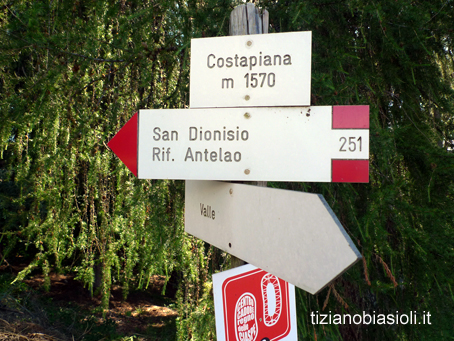 Costapiana
m 1570
San Dionisio
Rif. Antelao
251
Valle
tizianobiasioli.it